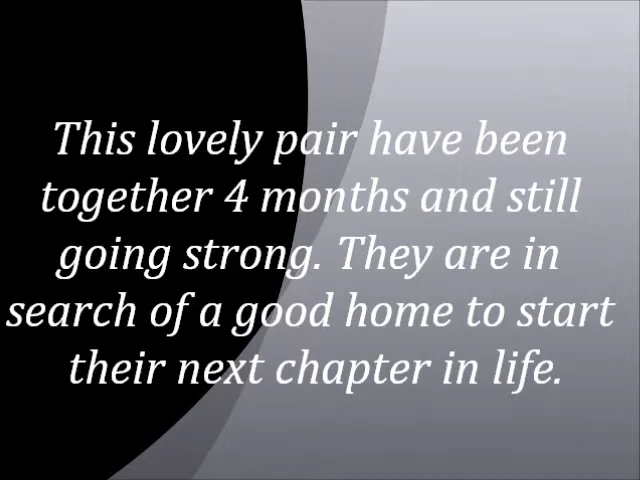 This lovely pair have been
together 4 months and still
going strong. They are in
search of a good home to start
their next chapter in life.